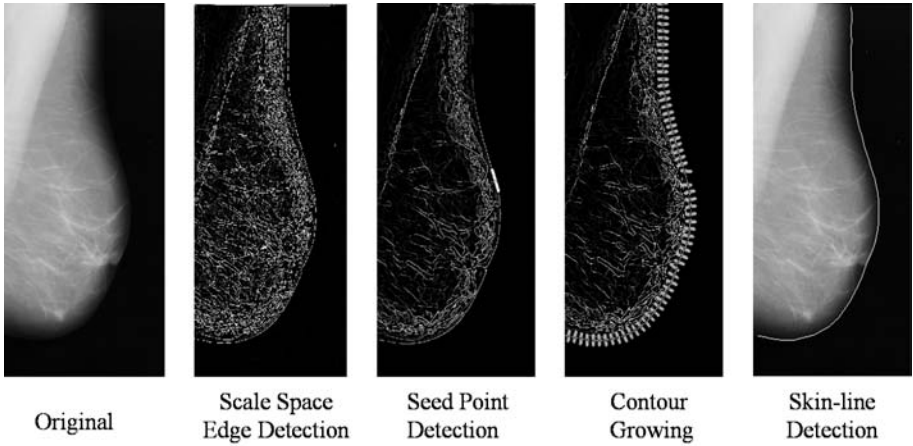 Original
Scale Space
Edge Detection
Seed Point
Detection
Contour
Growing
Skin-line
Detection